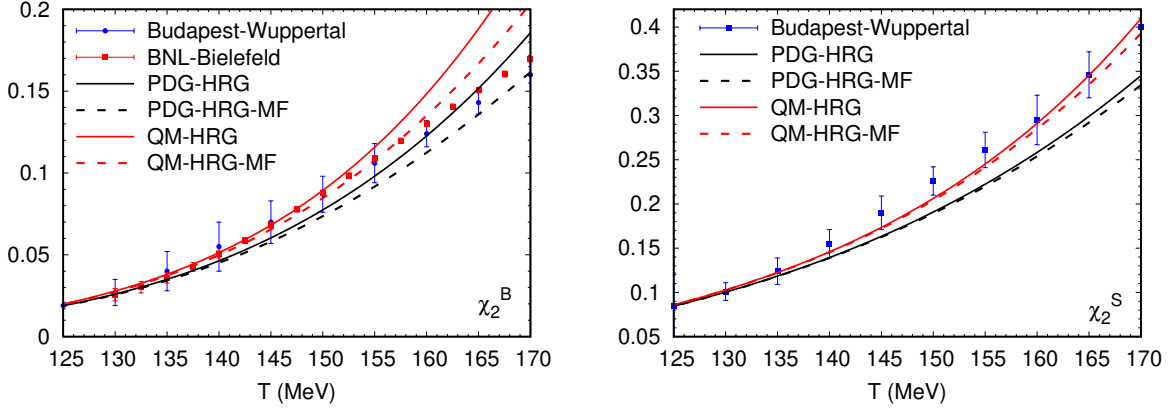 0.2
0.15
0.1
0.05
0
125 130 135 140 145 150 155 160 165 170
T (MeV)
Budapest-Wuppertal
BNL-Bielefeld
PDG-HRG
PDG-HRG-MF
QM-HRG
QM-HRG-MF
χ₂ᴮ
0.4
0.35
0.3
0.25
0.2
0.15
0.1
0.05
125 130 135 140 145 150 155 160 165 170
T (MeV)
Budapest-Wuppertal
PDG-HRG
PDG-HRG-MF
QM-HRG
QM-HRG-MF
χ₂ˢ